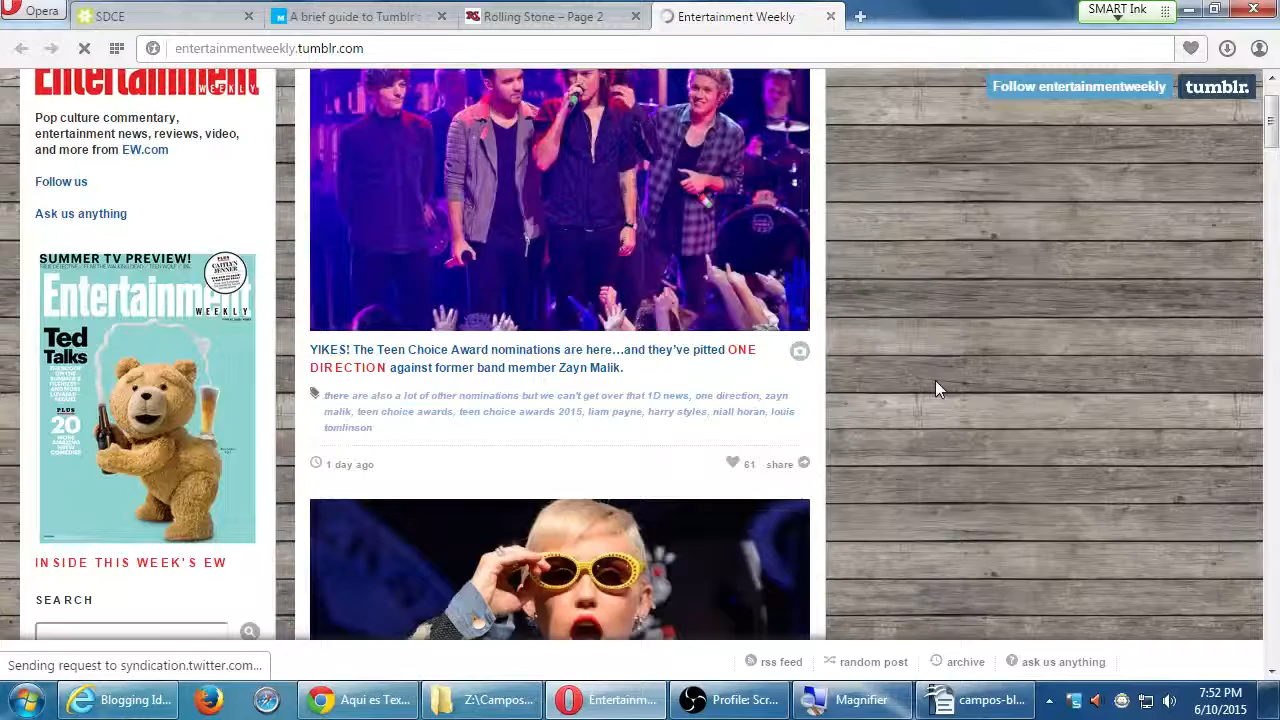 Opera
SDCE
A brief guide to Tumblr's
Rolling Stone – Page 2
Entertainment Weekly
SMART Ink
entertainmentweekly.tumblr.com
Follow entertainmentweekly
tumblr.
Entertainment
WEEKLY
Pop culture commentary,
entertainment news, reviews, video,
and more from EW.com
Follow us
Ask us anything
SUMMER TV PREVIEW!
PLUS
CAITLYN
JENNER
Entertainment
WEEKLY
Ted
Talks
PLUS
20
INSIDE THIS WEEK'S EW
SEARCH
YIKES! The Teen Choice Award nominations are here…and they've pitted ONE
DIRECTION against former band member Zayn Malik.
there are also a lot of other nominations but we can't get over that 1D news, one direction, zayn
malik, teen choice awards, teen choice awards 2015, liam payne, harry styles, niall horan, louis
tomlinson
1 day ago
61 share
rss feed
random post
archive
ask us anything
Sending request to syndication.twitter.com...
Blogging Id...
Aqui es Tex...
Z:\Campos...
Entertainm...
Profile: Scr...
Magnifier
campos-bl...
7:52 PM
6/10/2015